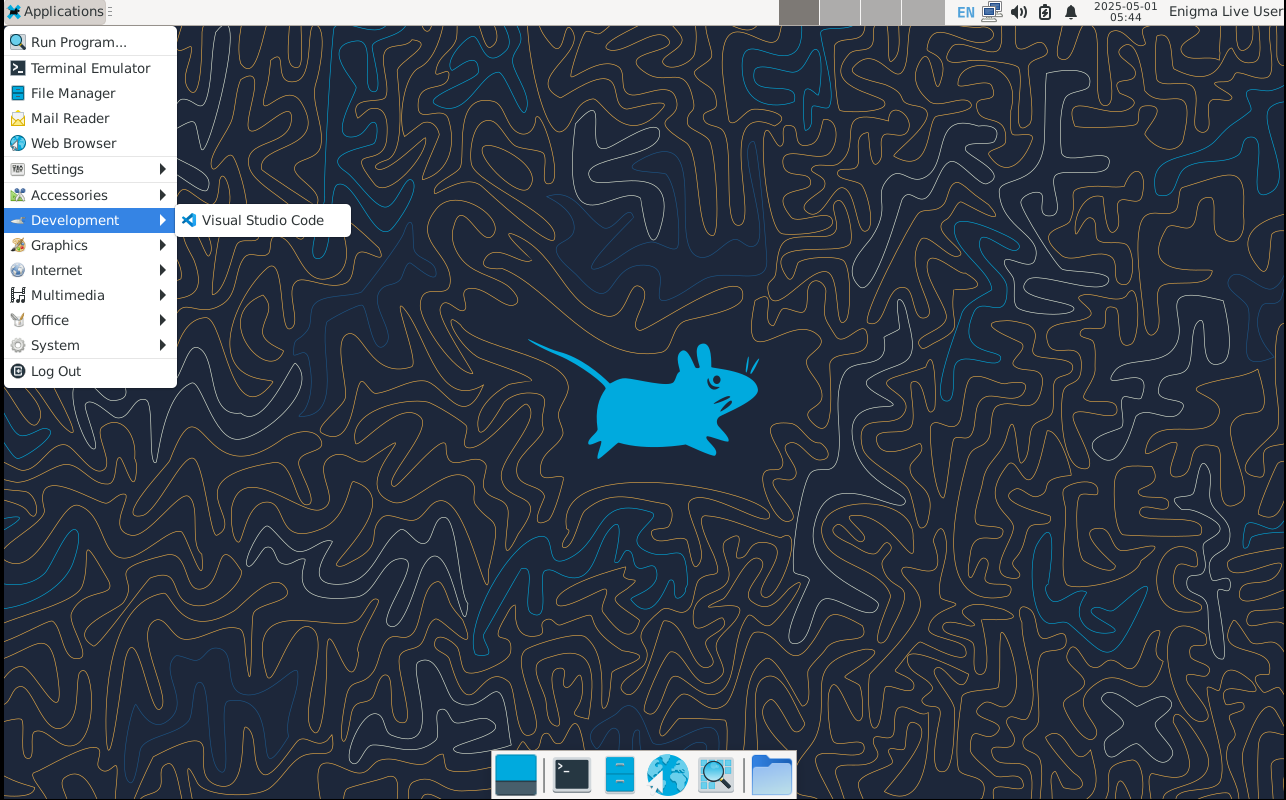 Applications
EN
2025-05-01
05:44
Enigma Live User
Run Program...
Terminal Emulator
File Manager
Mail Reader
Web Browser
Settings
Accessories
Development
Visual Studio Code
Graphics
Internet
Multimedia
Office
System
Log Out